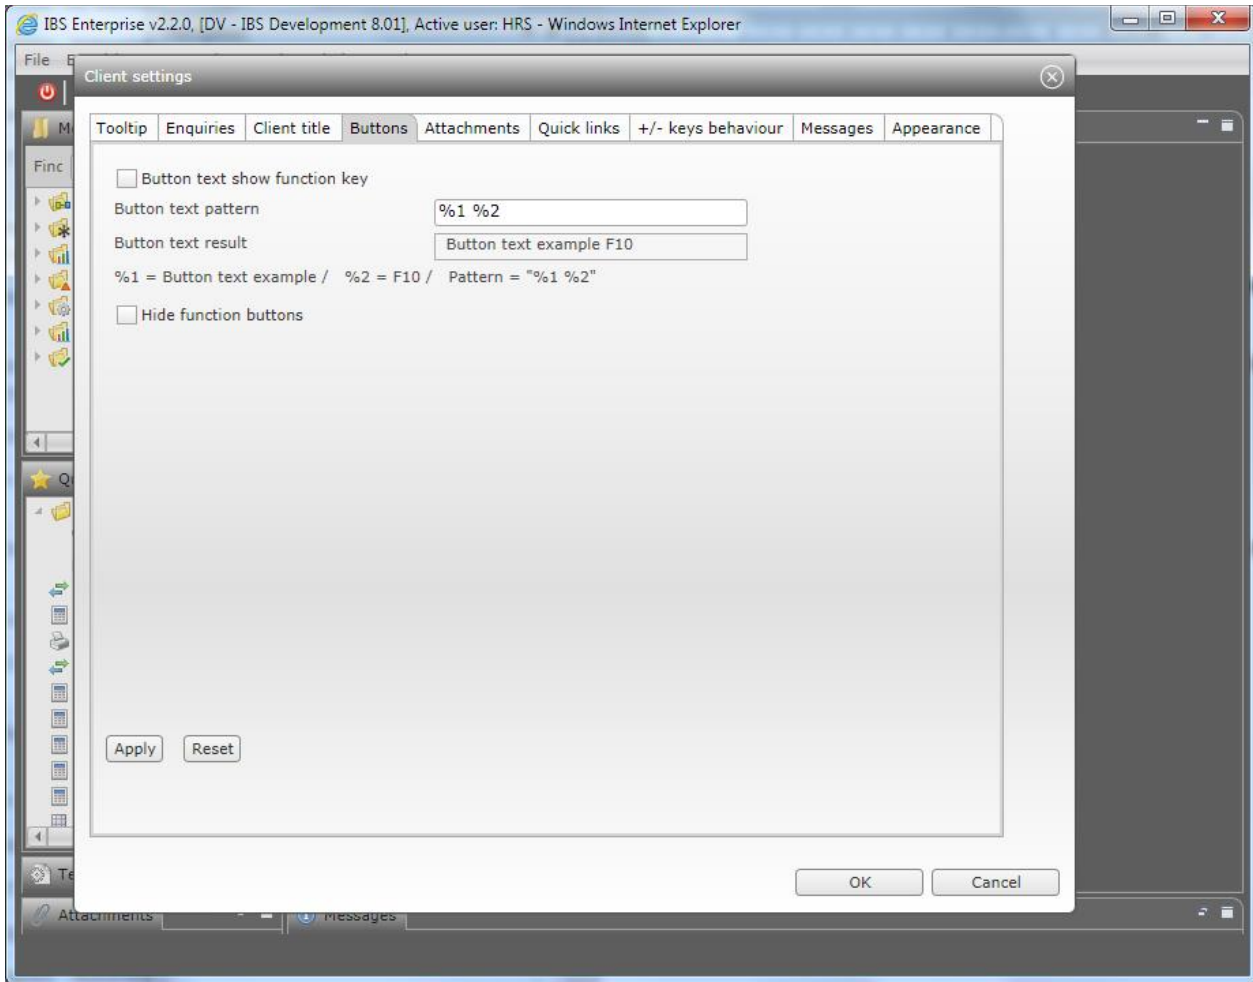 IBS Enterprise v2.2.0, [DV - IBS Development 8.01], Active user: HRS - Windows Internet Explorer
File
Client settings
Tooltip Enquiries Client title Buttons Attachments Quick links +/- keys behaviour Messages Appearance
Finc
Button text show function key
Button text pattern %1 %2
Button text result Button text example F10
%1 = Button text example / %2 = F10 / Pattern = "%1 %2"
Hide function buttons
Apply Reset
OK Cancel
Attachments Messages